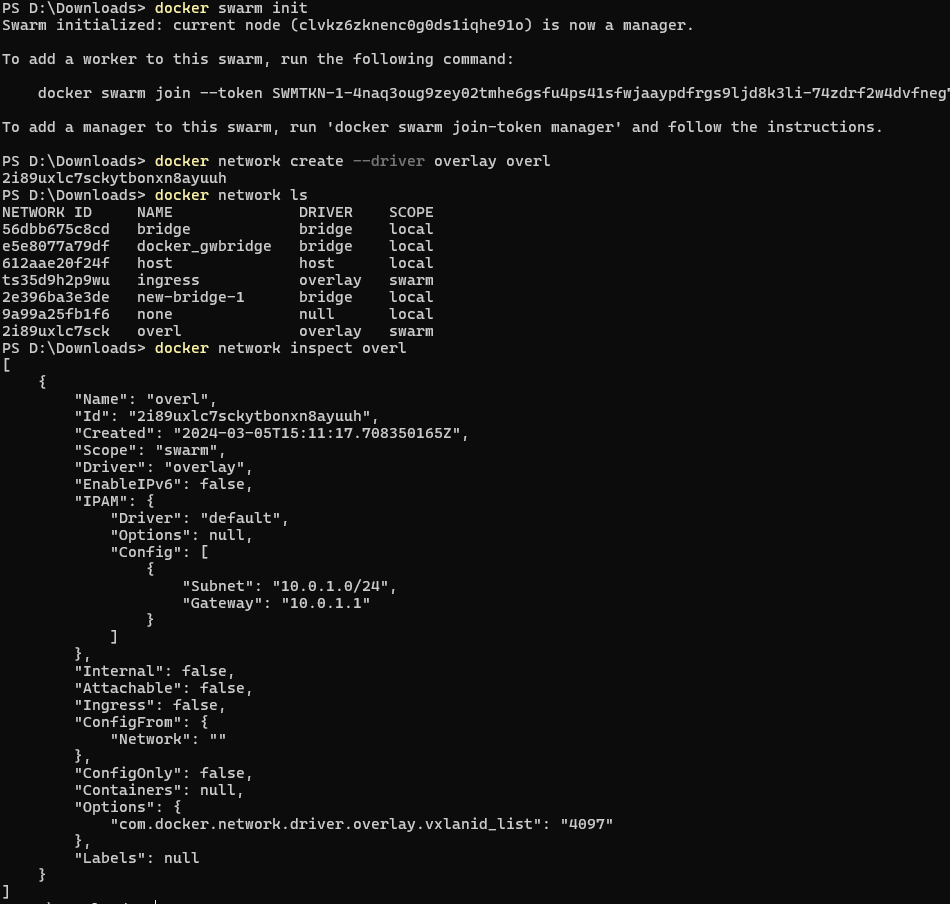 PS D:\Downloads> docker swarm init
Swarm initialized: current node (clvkz6zknenc0g0ds1iqhe91o) is now a manager.
To add a worker to this swarm, run the following command:
docker swarm join --token SWMTKN-1-4naq3oug9zey02tmhe6gsfu4ps41sfwjaaypdfrgs9ljd8k3li-74zdrf2w4dvfneg
To add a manager to this swarm, run 'docker swarm join-token manager' and follow the instructions.
PS D:\Downloads> docker network create --driver overlay overl
2i89uxlc7sckytbonxn8ayuuh
PS D:\Downloads> docker network ls
NETWORK ID     NAME              DRIVER    SCOPE
56dbb675c8cd   bridge            bridge    local
e5e8077a79df   docker_gwbridge   bridge    local
612aae20f24f   host              host      local
ts35d9h2p9wu   ingress           overlay   swarm
2e396ba3e3de   new-bridge-1      bridge    local
9a99a25fb1f6   none              null      local
2i89uxlc7sck   overl             overlay   swarm
PS D:\Downloads> docker network inspect overl
[
    {
        "Name": "overl",
        "Id": "2i89uxlc7sckytbonxn8ayuuh",
        "Created": "2024-03-05T15:11:17.708350165Z",
        "Scope": "swarm",
        "Driver": "overlay",
        "EnableIPv6": false,
        "IPAM": {
            "Driver": "default",
            "Options": null,
            "Config": [
                {
                    "Subnet": "10.0.1.0/24",
                    "Gateway": "10.0.1.1"
                }
            ]
        },
        "Internal": false,
        "Attachable": false,
        "Ingress": false,
        "ConfigFrom": {
            "Network": ""
        },
        "ConfigOnly": false,
        "Containers": null,
        "Options": {
            "com.docker.network.driver.overlay.vxlanid_list": "4097"
        },
        "Labels": null
    }
]